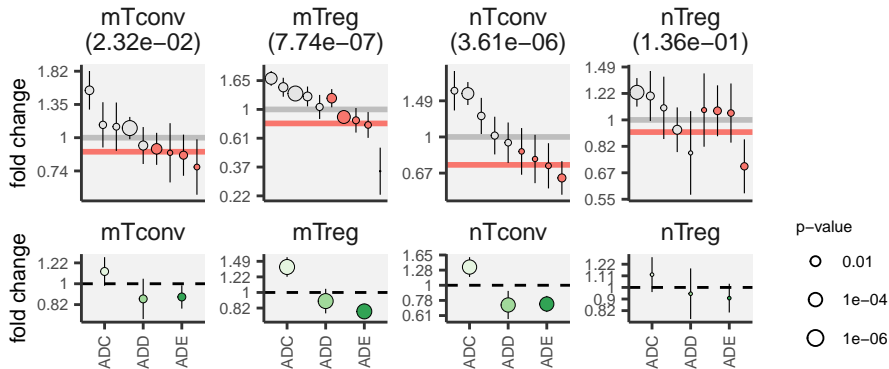 mTconv
(2.32e−02)
mTreg
(7.74e−07)
nTconv
(3.61e−06)
nTreg
(1.36e−01)
fold change
1.82
1.35
1
0.74
1.65
1
0.61
0.37
0.22
1.49
1
0.67
1.49
1.22
1
0.82
0.67
0.55
mTconv
mTreg
nTconv
nTreg
fold change
1.22
1
0.82
1.49
1.22
1
0.82
1.65
1.28
1
0.78
0.61
1.22
1.11
1
0.9
0.82
ADC
ADD
ADE
ADC
ADD
ADE
ADC
ADD
ADE
ADC
ADD
ADE
p−value
0.01
1e−04
1e−06